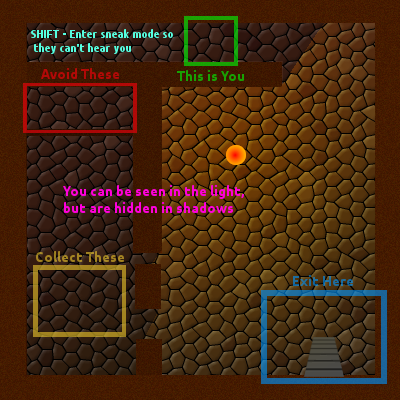 SHIFT - Enter sneak mode so
they can't hear you
Avoid These
This is You
You can be seen in the light,
but are hidden in shadows
Collect These
Exit Here